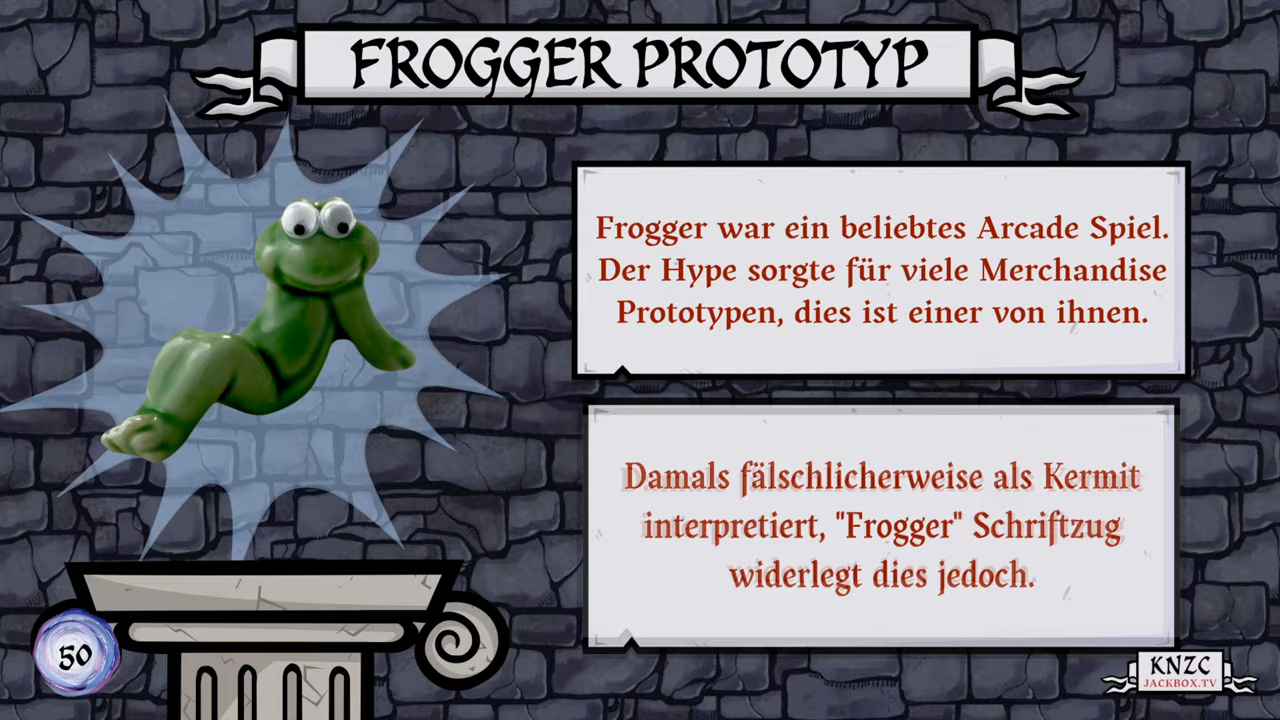 FROGGER PROTOTYP
Frogger war ein beliebtes Arcade Spiel.
Der Hype sorgte für viele Merchandise
Prototypen, dies ist einer von ihnen.
Damals fälschlicherweise als Kermit
interpretiert, "Frogger" Schriftzug
widerlegt dies jedoch.
50
KNZC
JACKBOX.TV